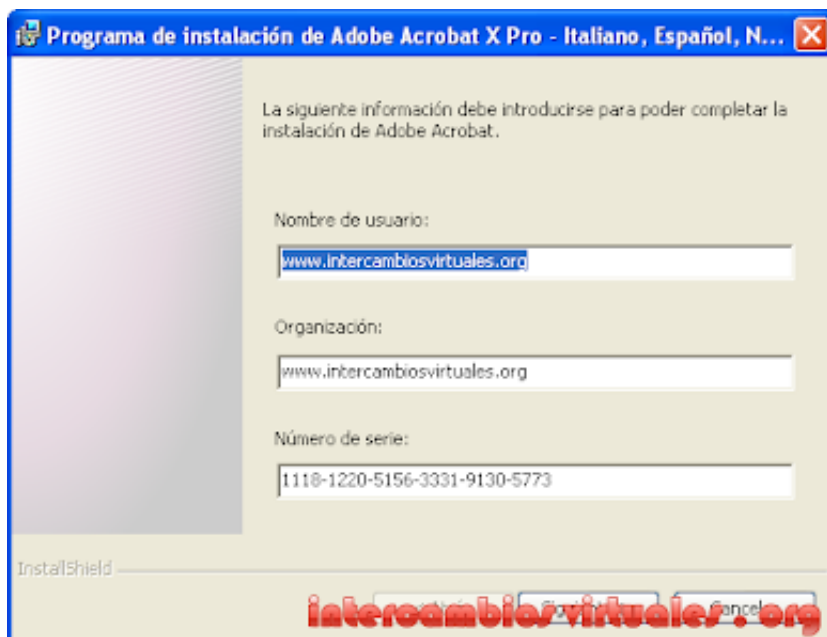 Programa de instalación de Adobe Acrobat X Pro - Italiano, Español, N...
La siguiente información debe introducirse para poder completar la
instalación de Adobe Acrobat.
Nombre de usuario:
www.intercambiosvirtuales.org
Organización:
www.intercambiosvirtuales.org
Número de serie:
1118-1220-5156-3331-9130-5773
InstallShield
intercambiosvirtuales.org